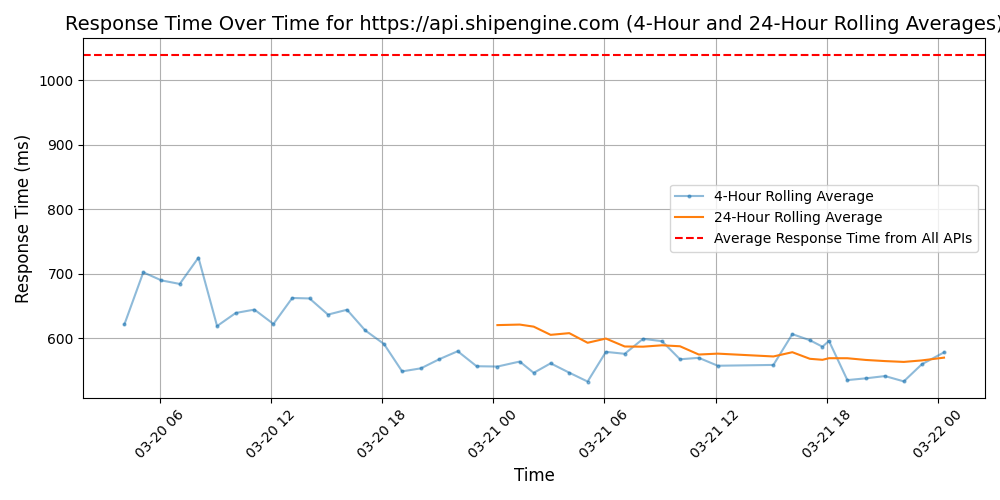 Response Time Over Time for https://api.shipengine.com (4-Hour and 24-Hour Rolling Averages)
Response Time (ms)
1000
900
800
700
600
4-Hour Rolling Average
24-Hour Rolling Average
Average Response Time from All APIs
03-20 06
03-20 12
03-20 18
03-21 00
03-21 06
03-21 12
03-21 18
03-22 00
Time